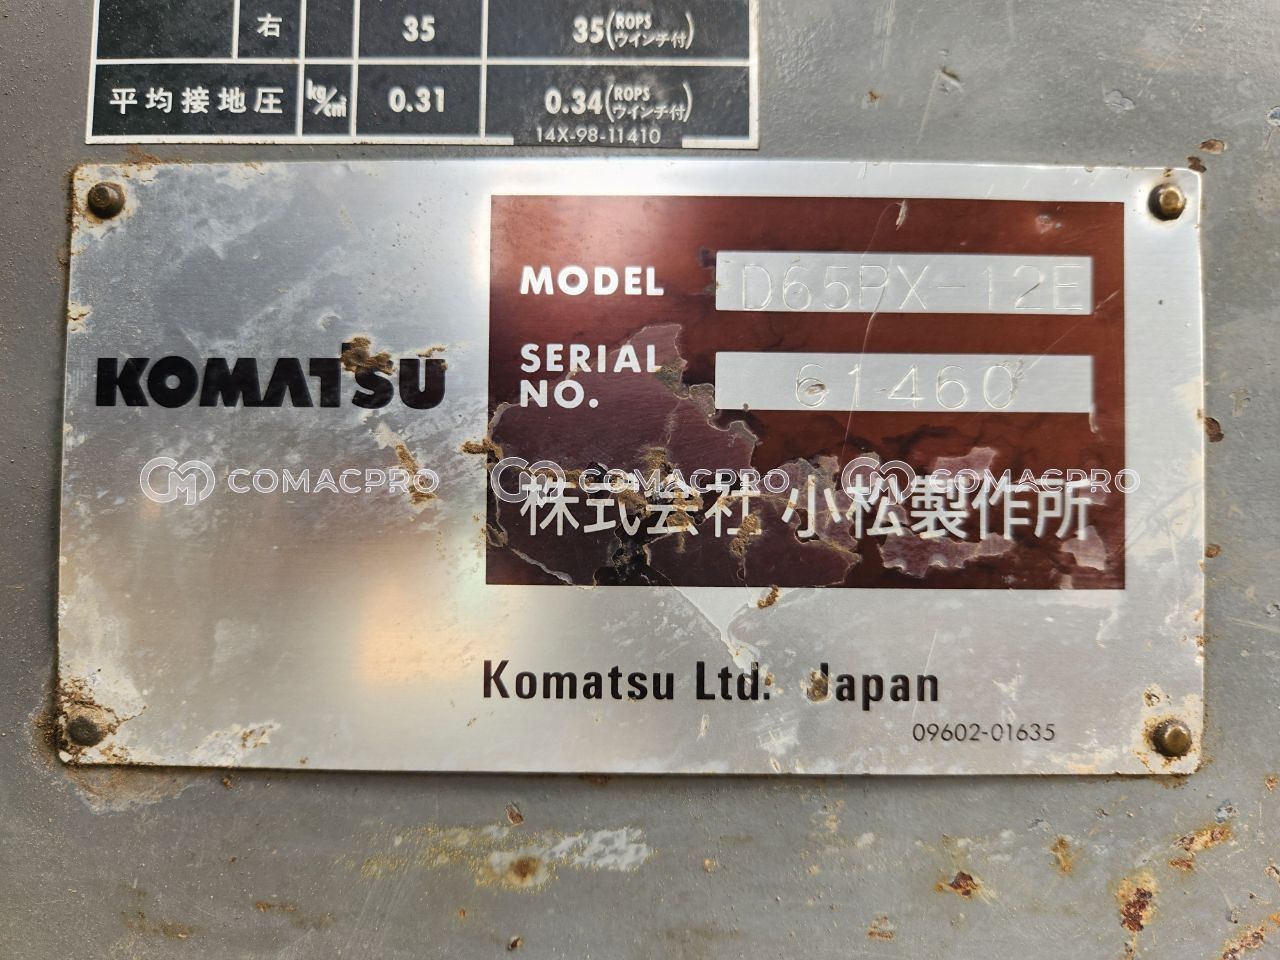 右 35 35(ROPS ウインチ付)
平均接地圧 kg/cm² 0.31 0.34(ROPS ウインチ付)
14X-98-11410
MODEL D65PX-12E
KOMATSU
SERIAL NO. 61460
COMACPRO COMACPRO COMACPRO
株式会社 小松製作所
Komatsu Ltd. Japan
09602-01635